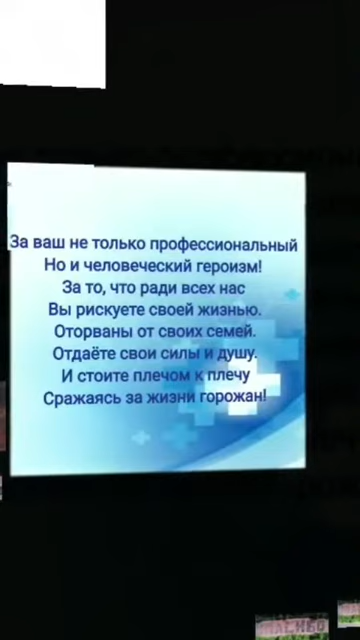 За ваш не только профессиональный
Но и человеческий героизм!
За то, что ради всех нас
Вы рискуете своей жизнью.
Оторваны от своих семей.
Отдаёте свои силы и душу.
И стоите плечом к плечу
Сражаясь за жизни горожан!